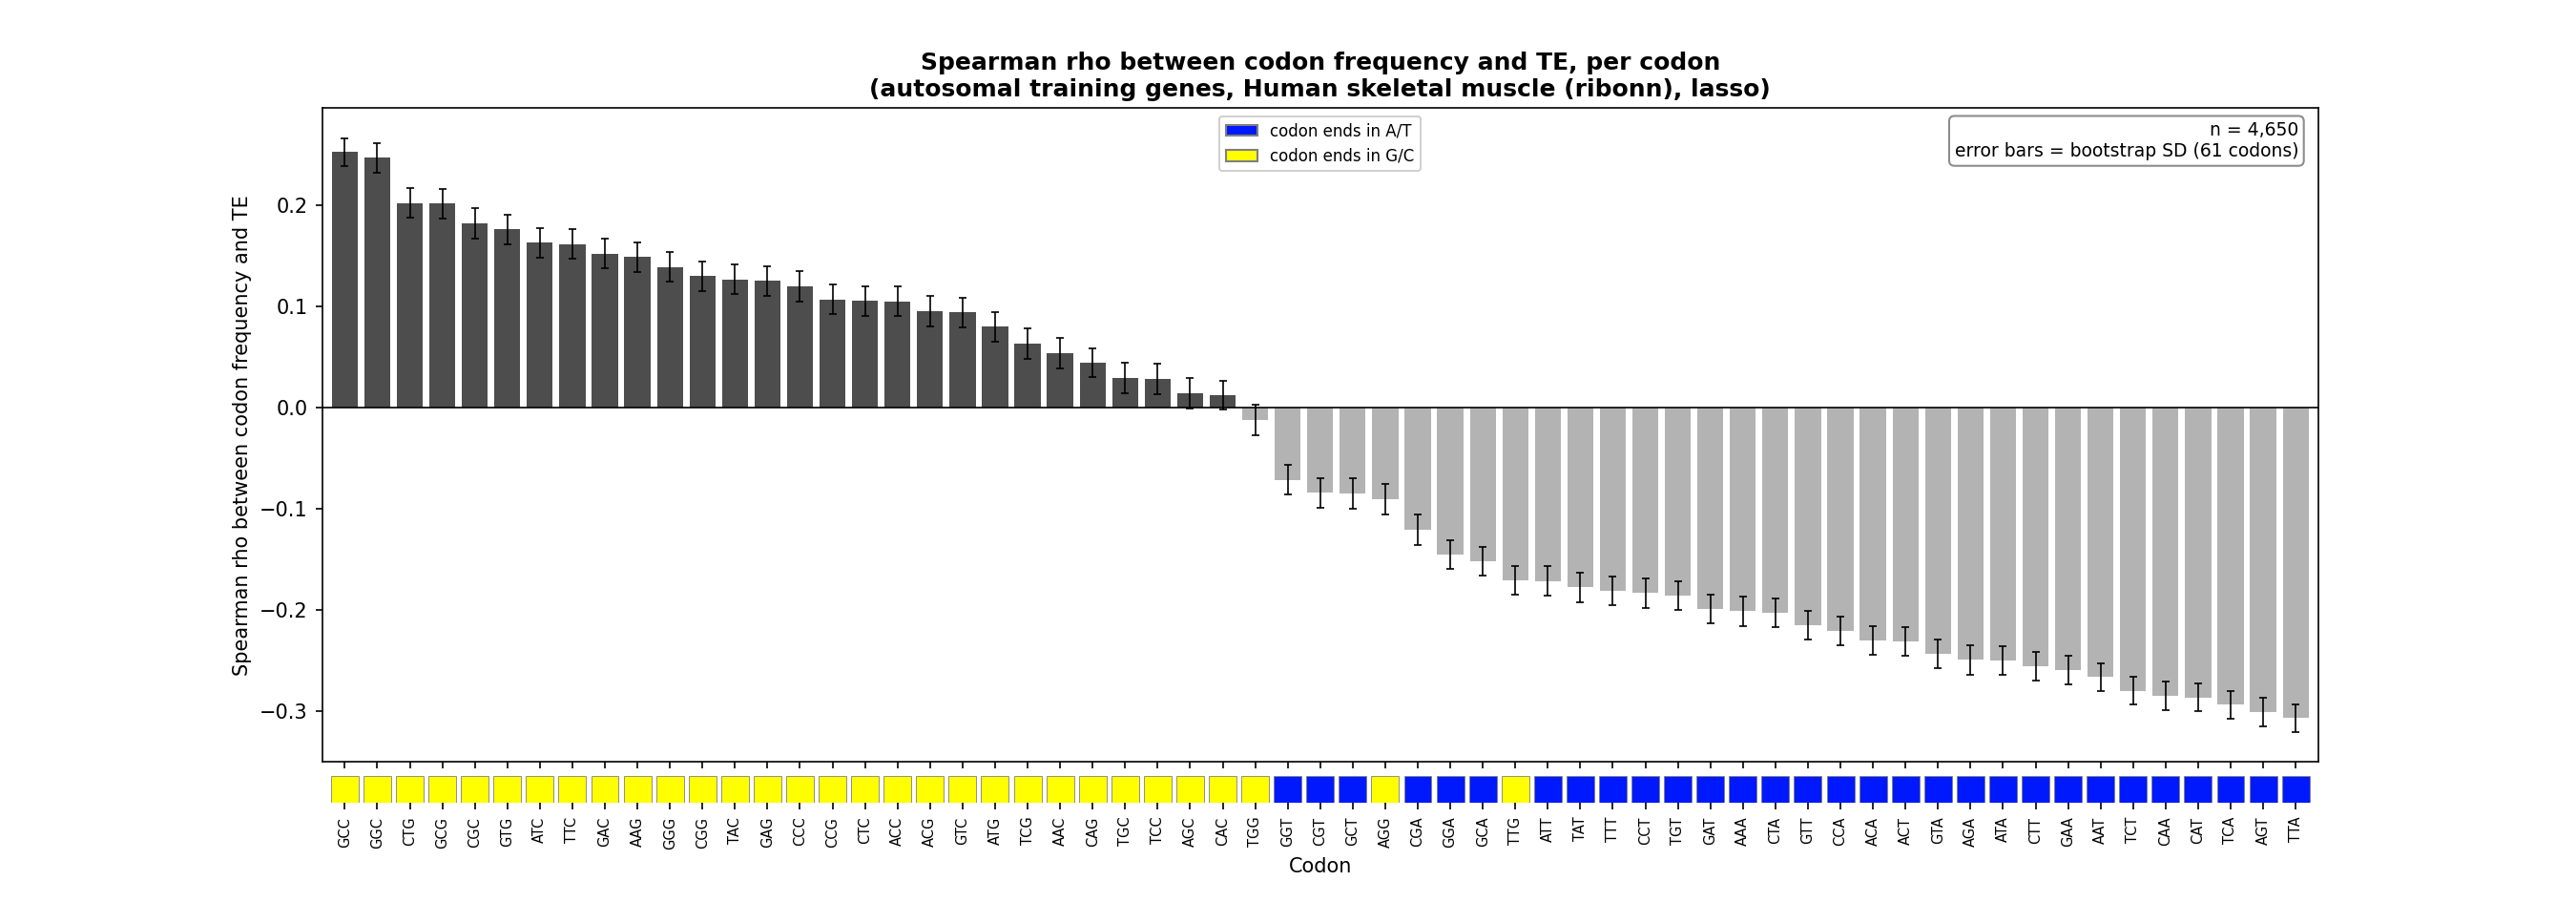 Spearman rho between codon frequency and TE, per codon
(autosomal training genes, Human skeletal muscle (ribonn), lasso)
codon ends in A/T
codon ends in G/C
n = 4,650
error bars = bootstrap SD (61 codons)
Spearman rho between codon frequency and TE
0.2
0.1
0.0
−0.1
−0.2
−0.3
GCC
GGC
CTG
GCG
CGC
GTG
ATC
TTC
GAC
AAG
GGG
CGG
TAC
GAG
CCC
CCG
CTC
ACC
ACG
GTC
ATG
TCG
AAC
CAG
TGC
TCC
AGC
CAC
TGG
GGT
CGT
GCT
AGG
CGA
GGA
GCA
TTG
ATT
TAT
TTT
CCT
TGT
GAT
AAA
CTA
GTT
CCA
ACA
ACT
GTA
AGA
ATA
CTT
GAA
AAT
TCT
CAA
CAT
TCA
AGT
TTA
Codon